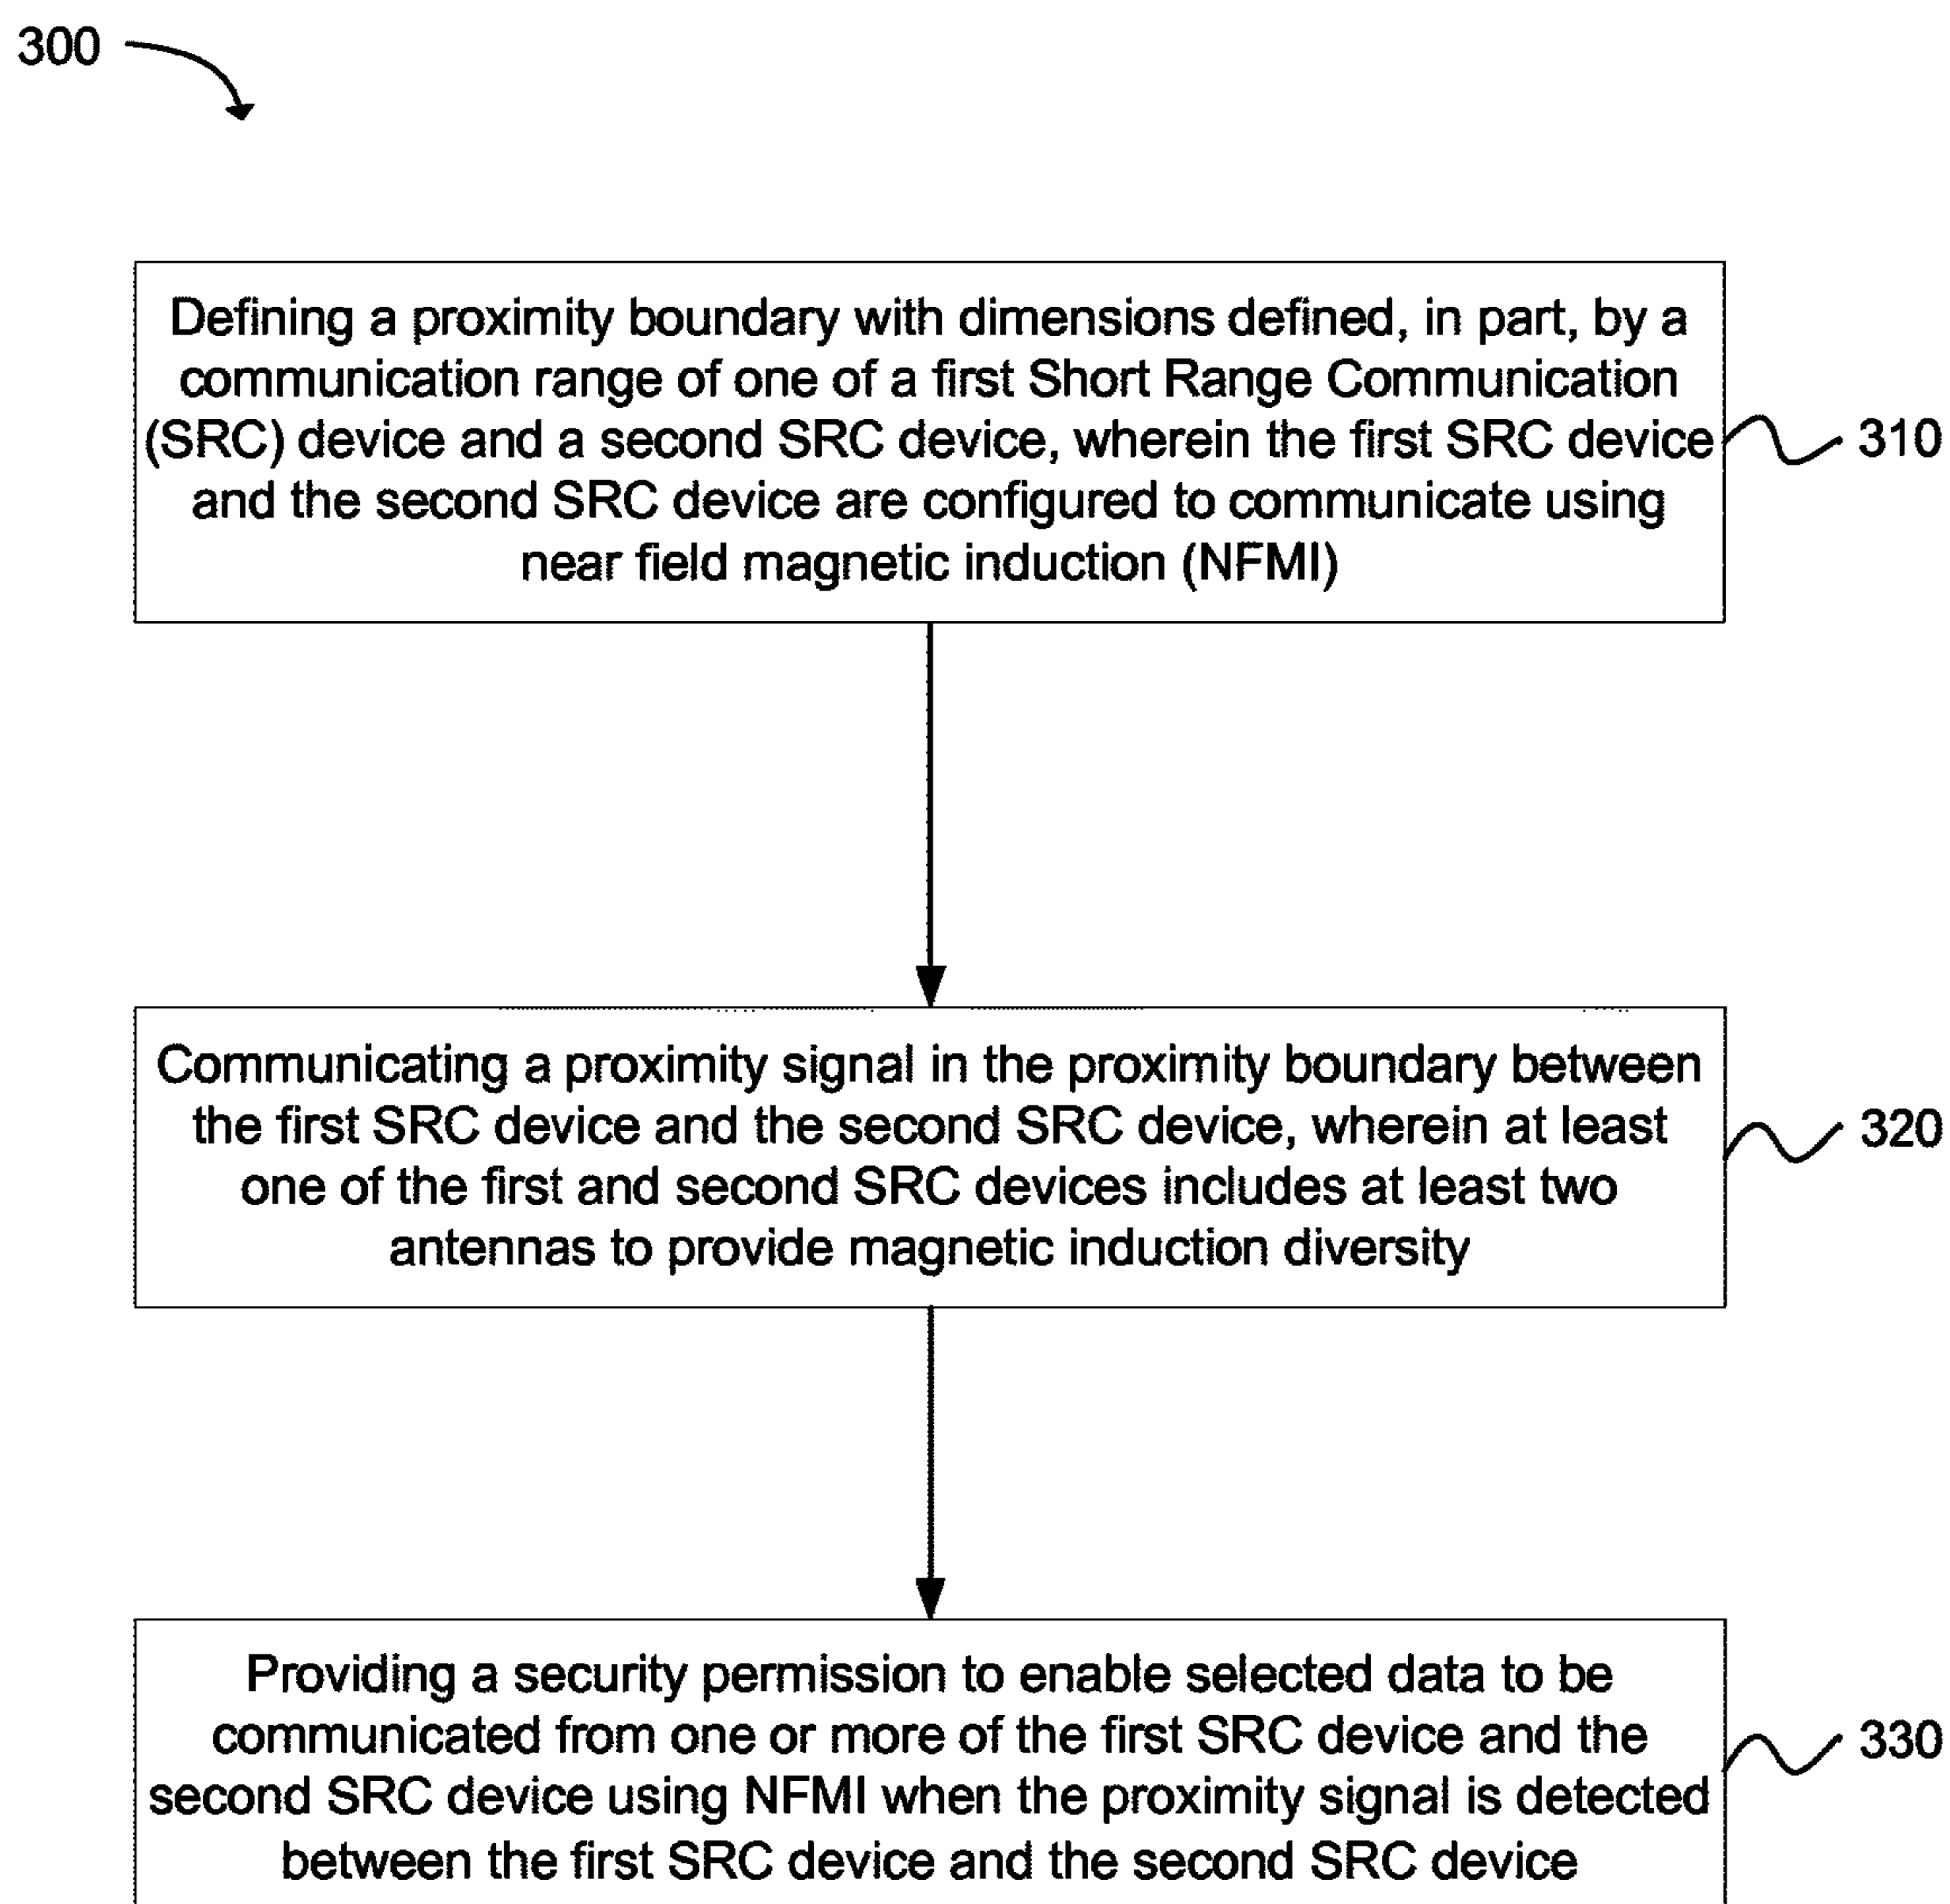 300
Defining a proximity boundary with dimensions defined, in part, by a
communication range of one of a first Short Range Communication
(SRC) device and a second SRC device, wherein the first SRC device
and the second SRC device are configured to communicate using
near field magnetic induction (NFMI)
310
Communicating a proximity signal in the proximity boundary between
the first SRC device and the second SRC device, wherein at least
one of the first and second SRC devices includes at least two
antennas to provide magnetic induction diversity
320
Providing a security permission to enable selected data to be
communicated from one or more of the first SRC device and the
second SRC device using NFMI when the proximity signal is detected
between the first SRC device and the second SRC device
330